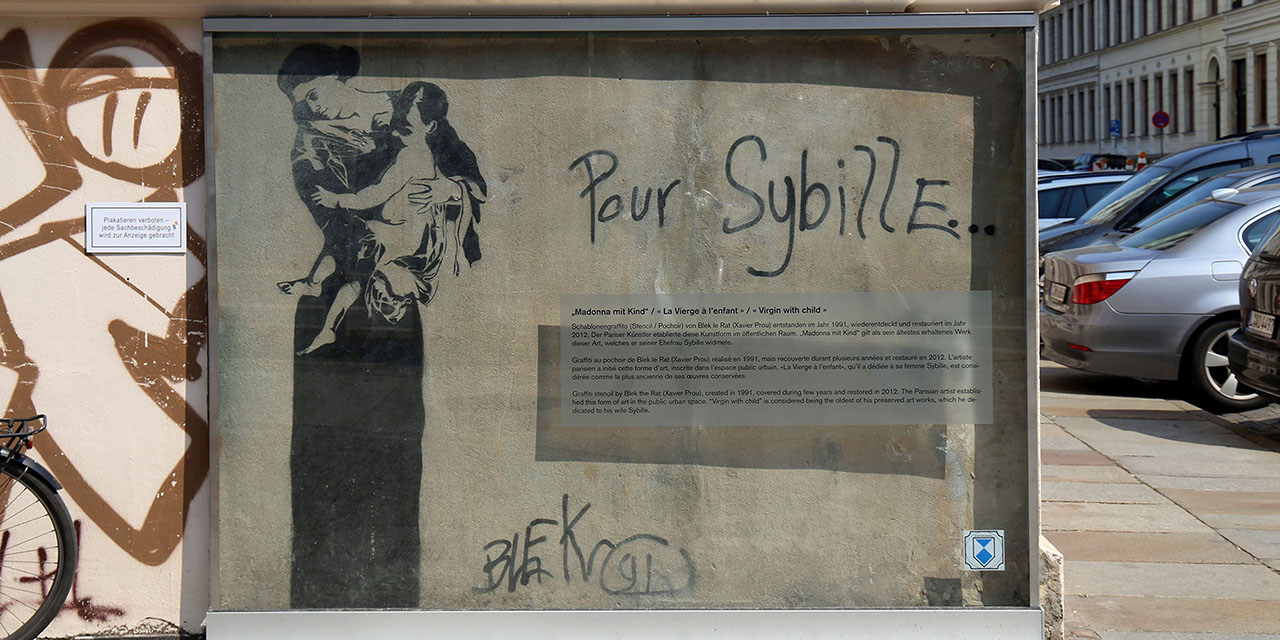 Plakatieren verboten –
jede Sachbeschädigung
wird zur Anzeige gebracht
Pour Sybille...
„Madonna mit Kind“ / « La Vierge à l'enfant » / « Virgin with child »
Schablonengraffito (Stencil / Pochoir) von Blek le Rat (Xavier Prou) entstanden im Jahr 1991, wiederentdeckt und restauriert im Jahr
2012. Der Pariser Künstler etablierte diese Kunstform im öffentlichen Raum. „Madonna mit Kind“ gilt als sein ältestes erhaltenes Werk
dieser Art, welches er seiner Ehefrau Sybille widmete.
Graffiti au pochoir de Blek le Rat (Xavier Prou) réalisé en 1991, mais recouverte durant plusieurs années et restauré en 2012. L'artiste
parisien a initie cette forme d'art, inscrite dans l'espace public urbain. «La Vierge à l'enfant», qu'il a dédiée à sa femme Sybille, est consi-
dérée comme la plus ancienne de ses œuvres conservées.
Graffiti stencil by Blek the Rat (Xavier Prou), created in 1991, covered during few years and restored in 2012. The Parisian artist establis-
hed this form of art in the public urban space. "Virgin with child" is considered being the oldest of his preserved art works, which he de-
dicated to his wife Sybille.
BLEK
91